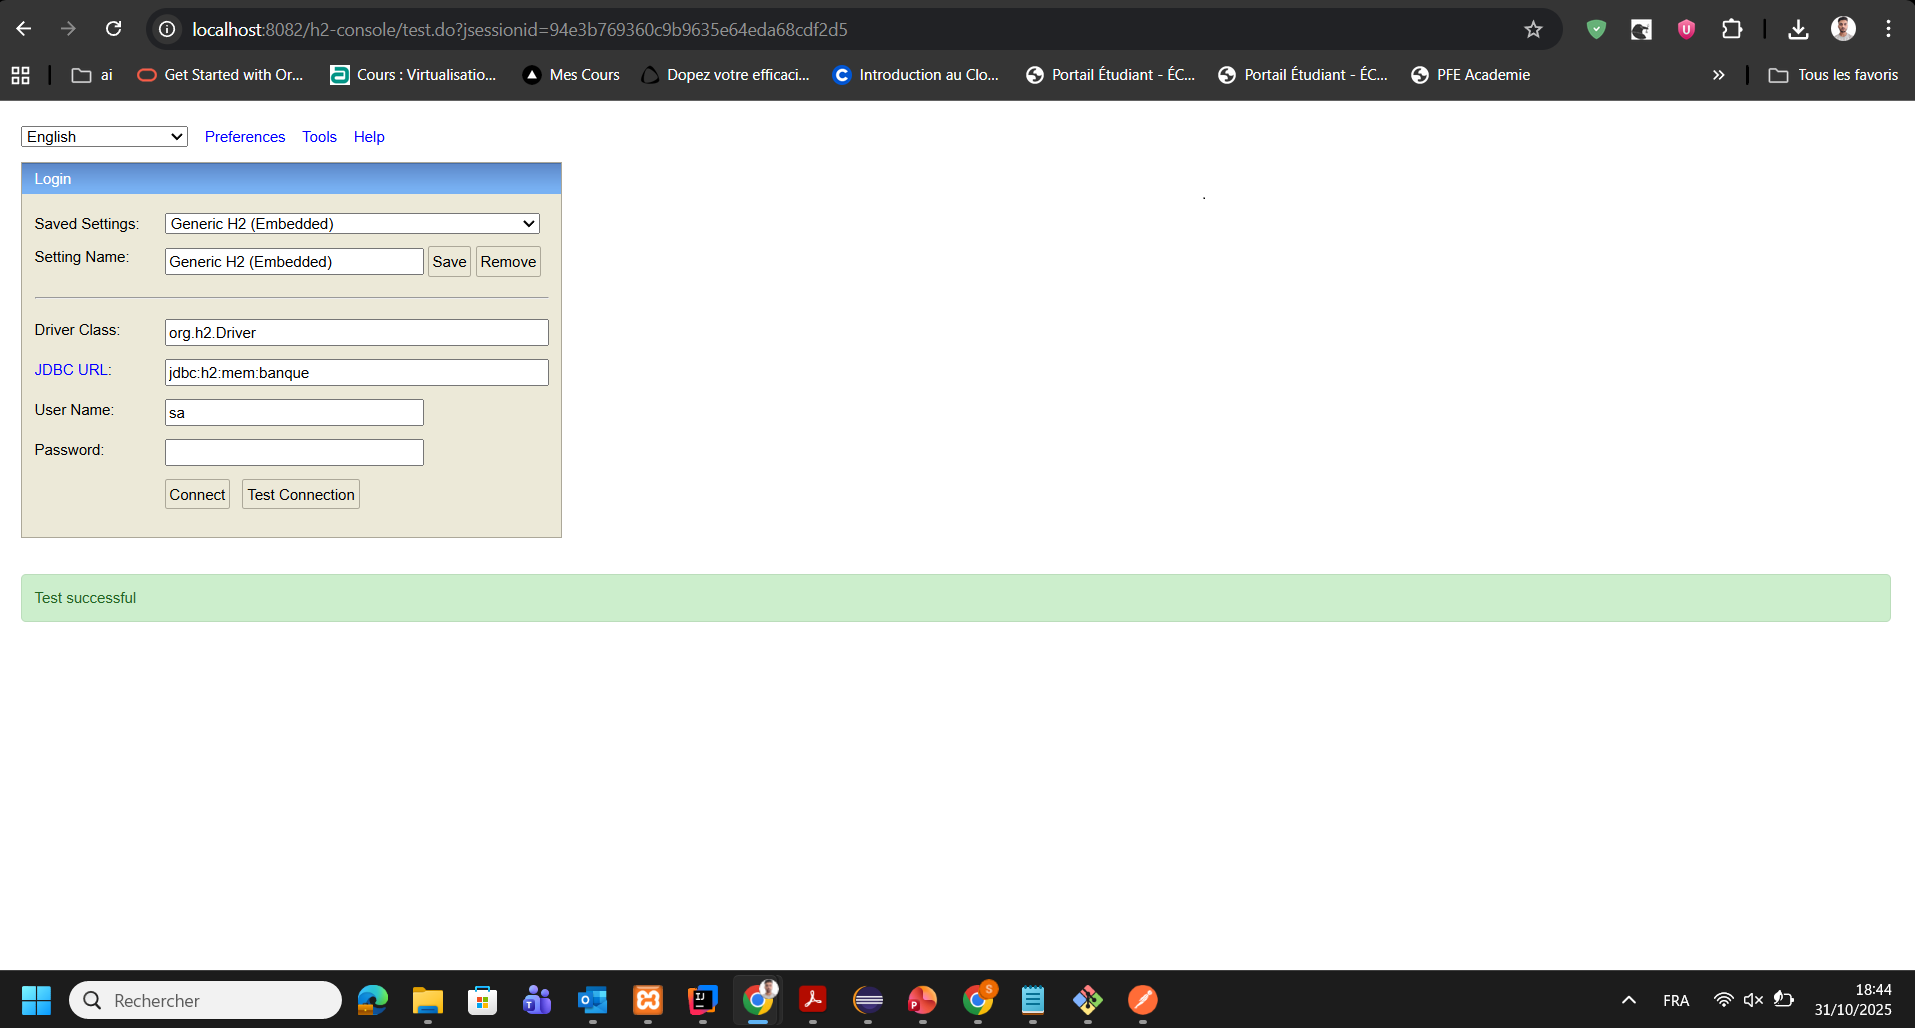 localhost:8082/h2-console/test.do?jsessionid=94e3b769360c9b9635e64eda68cdf2d5
ai Get Started with Or... Cours : Virtualisatio... Mes Cours Dopez votre efficaci... Introduction au Clo... Portail Étudiant - ÉC... Portail Étudiant - ÉC... PFE Academie » Tous les favoris
English Preferences Tools Help
Login
Saved Settings: Generic H2 (Embedded)
Setting Name: Generic H2 (Embedded) Save Remove
Driver Class: org.h2.Driver
JDBC URL: jdbc:h2:mem:banque
User Name: sa
Password:
Connect Test Connection
Test successful
Rechercher
FRA
18:44
31/10/2025